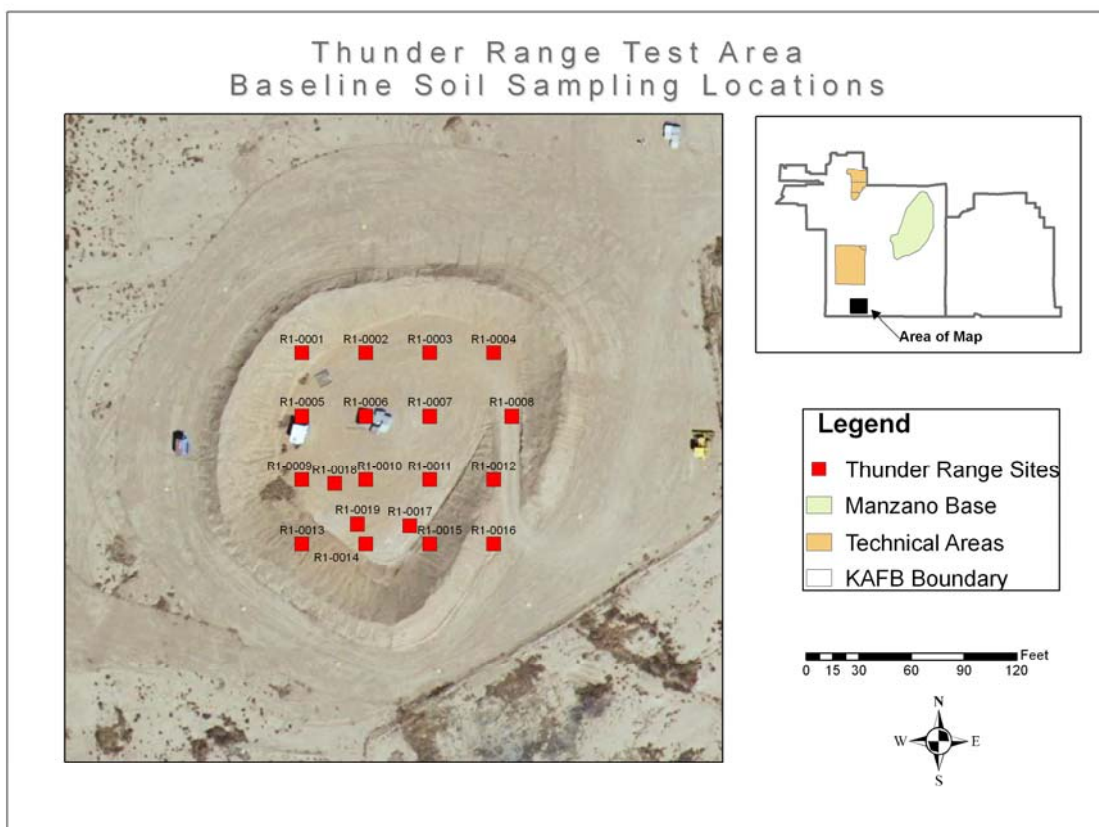 Thunder Range Test Area
Baseline Soil Sampling Locations
R1-0001 R1-0002 R1-0003 R1-0004
R1-0005 R1-0006 R1-0007 R1-0008
R1-0009 R1-0018 R1-0010 R1-0011 R1-0012
R1-0019 R1-0017
R1-0013 R1-0014 R1-0015 R1-0016
Area of Map
Legend
Thunder Range Sites
Manzano Base
Technical Areas
KAFB Boundary
Feet
0 15 30 60 90 120
N
W E
S